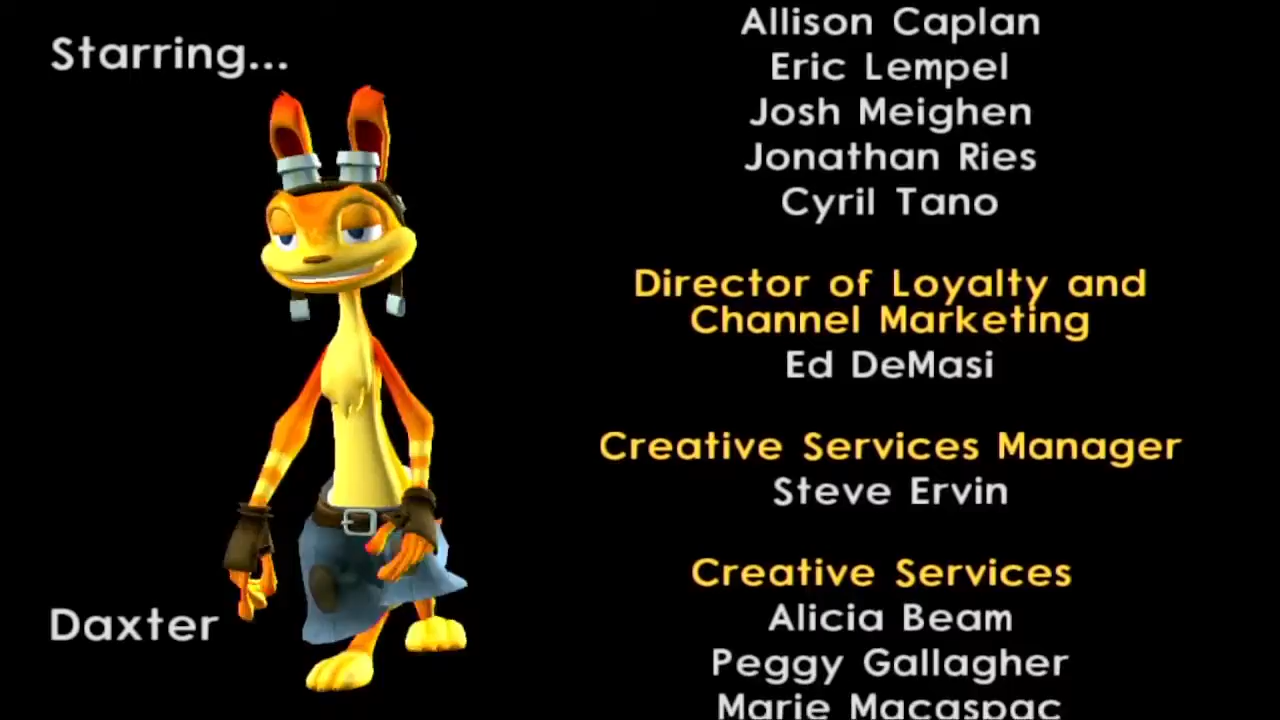 Starring...
Daxter
Allison Caplan
Eric Lempel
Josh Meighen
Jonathan Ries
Cyril Tano
Director of Loyalty and
Channel Marketing
Ed DeMasi
Creative Services Manager
Steve Ervin
Creative Services
Alicia Beam
Peggy Gallagher
Marie Macaspac